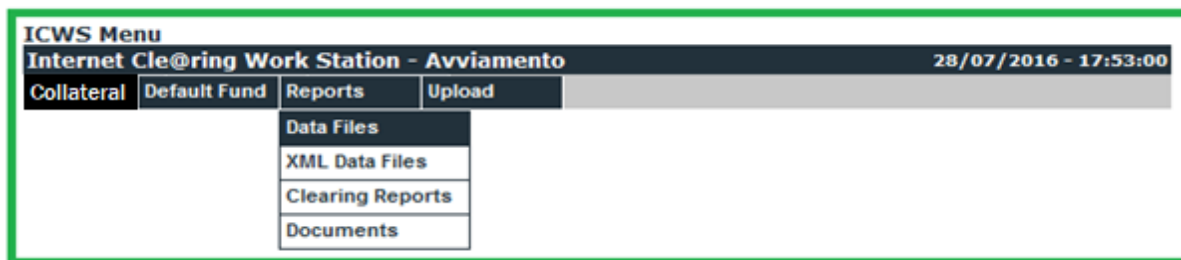 ICWS Menu
Internet Cle@ring Work Station - Avviamento 28/07/2016 - 17:53:00
Collateral Default Fund Reports Upload
Data Files
XML Data Files
Clearing Reports
Documents